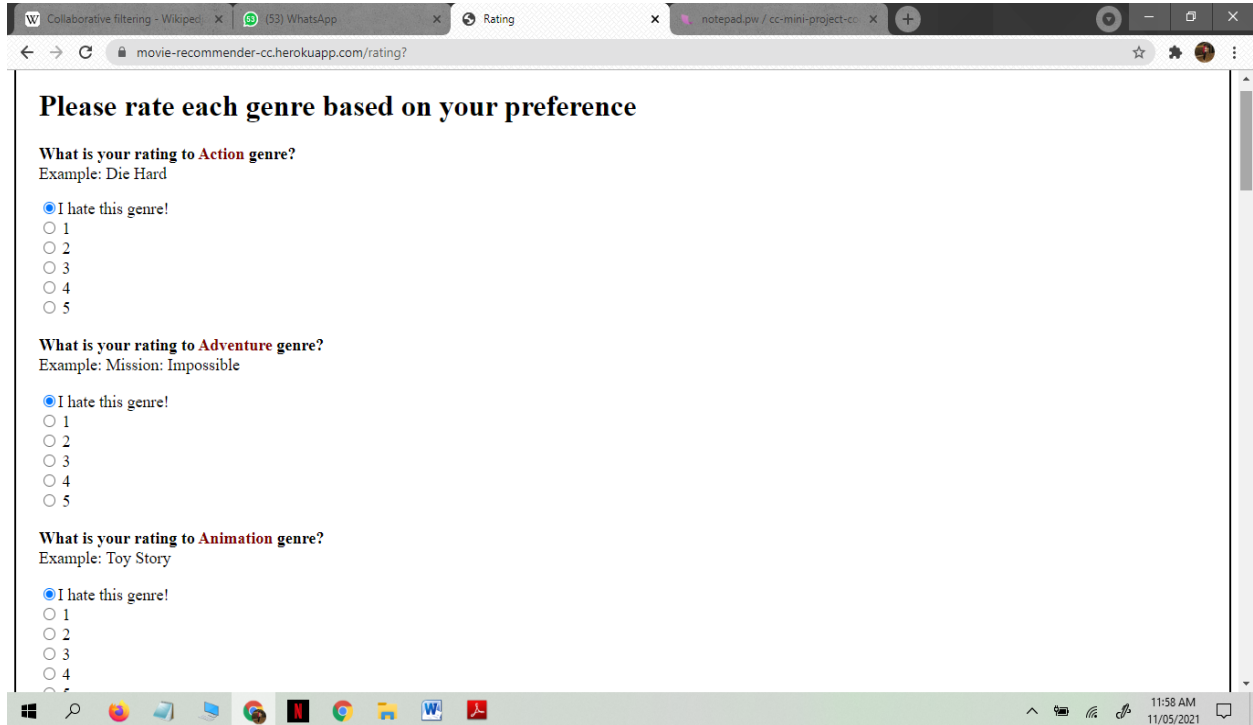 Collaborative filtering - Wikiped
(53) WhatsApp
Rating
notepad.pw / cc-mini-project-co
movie-recommender-cc.herokuapp.com/rating?
Please rate each genre based on your preference
What is your rating to Action genre?
Example: Die Hard
I hate this genre!
1
2
3
4
5
What is your rating to Adventure genre?
Example: Mission: Impossible
I hate this genre!
1
2
3
4
5
What is your rating to Animation genre?
Example: Toy Story
I hate this genre!
1
2
3
4
11:58 AM
11/05/2021